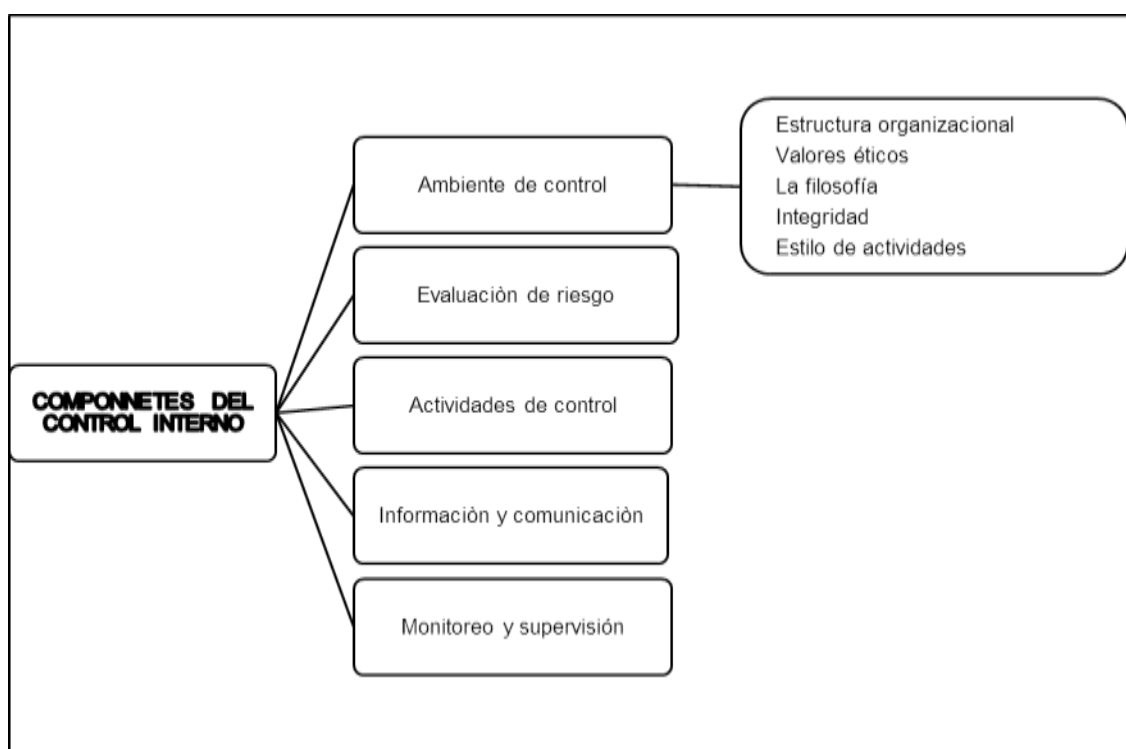 COMPONNETES DEL
CONTROL INTERNO
Ambiente de control
Estructura organizacional
Valores éticos
La filosofía
Integridad
Estilo de actividades
Evaluaciòn de riesgo
Actividades de control
Informaciòn y comunicaciòn
Monitoreo y supervisión